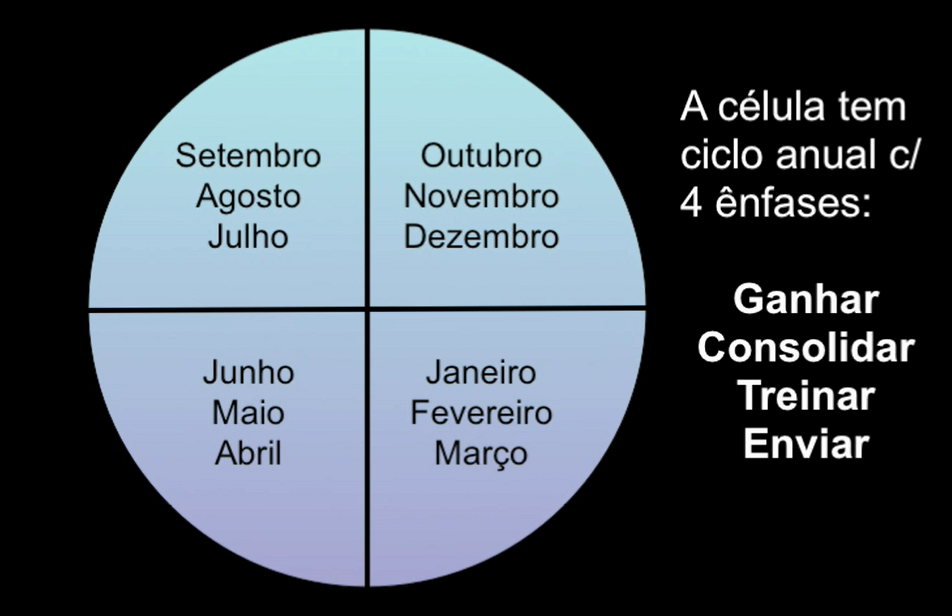 Setembro
Agosto
Julho
Outubro
Novembro
Dezembro
Junho
Maio
Abril
Janeiro
Fevereiro
Março
A célula tem
ciclo anual c/
4 ênfases:
Ganhar
Consolidar
Treinar
Enviar